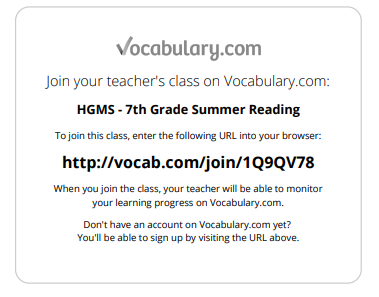 Vocabulary.com
Join your teacher's class on Vocabulary.com:
HGMS - 7th Grade Summer Reading
To join this class, enter the following URL into your browser:
http://vocab.com/join/1Q9QV78
When you join the class, your teacher will be able to monitor
your learning progress on Vocabulary.com.
Don't have an account on Vocabulary.com yet?
You'll be able to sign up by visiting the URL above.